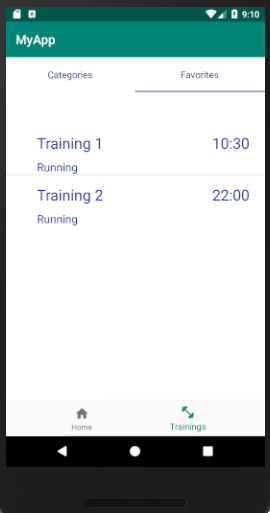 9:10
MyApp
Categories Favorites
Training 1 10:30
Running
Training 2 22:00
Running
Home Trainings